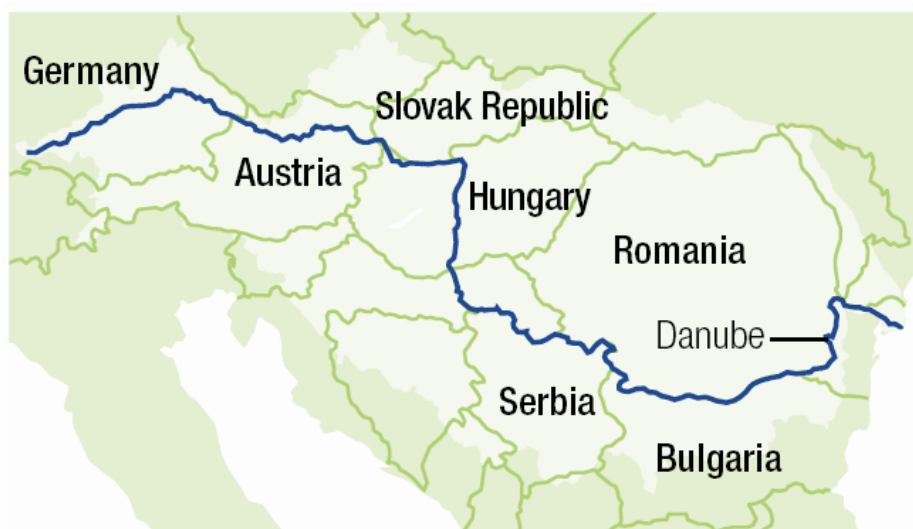 Germany
Slovak Republic
Austria
Hungary
Romania
Danube
Serbia
Bulgaria